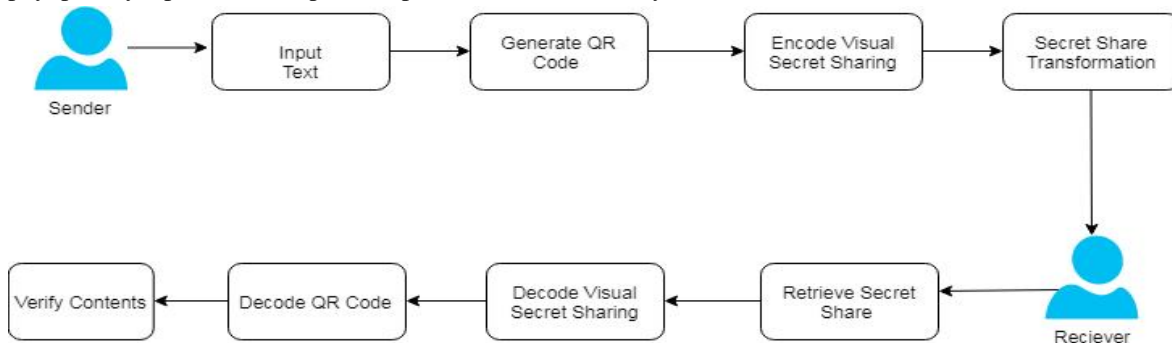 Sender
Input
Text
Generate QR
Code
Encode Visual
Secret Sharing
Secret Share
Transformation
Verify Contents
Decode QR Code
Decode Visual
Secret Sharing
Retrieve Secret
Share
Reciever